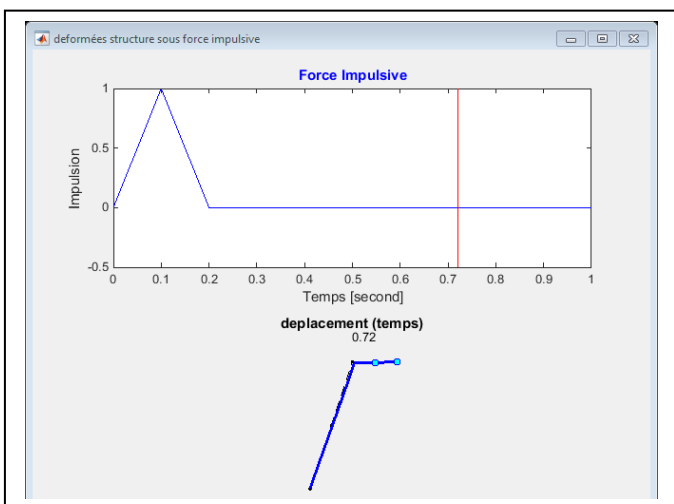 deformées structure sous force impulsive
Force Impulsive
1
0.5
0
-0.5
Impulsion
0 0.1 0.2 0.3 0.4 0.5 0.6 0.7 0.8 0.9 1
Temps [second]
deplacement (temps)
0.72